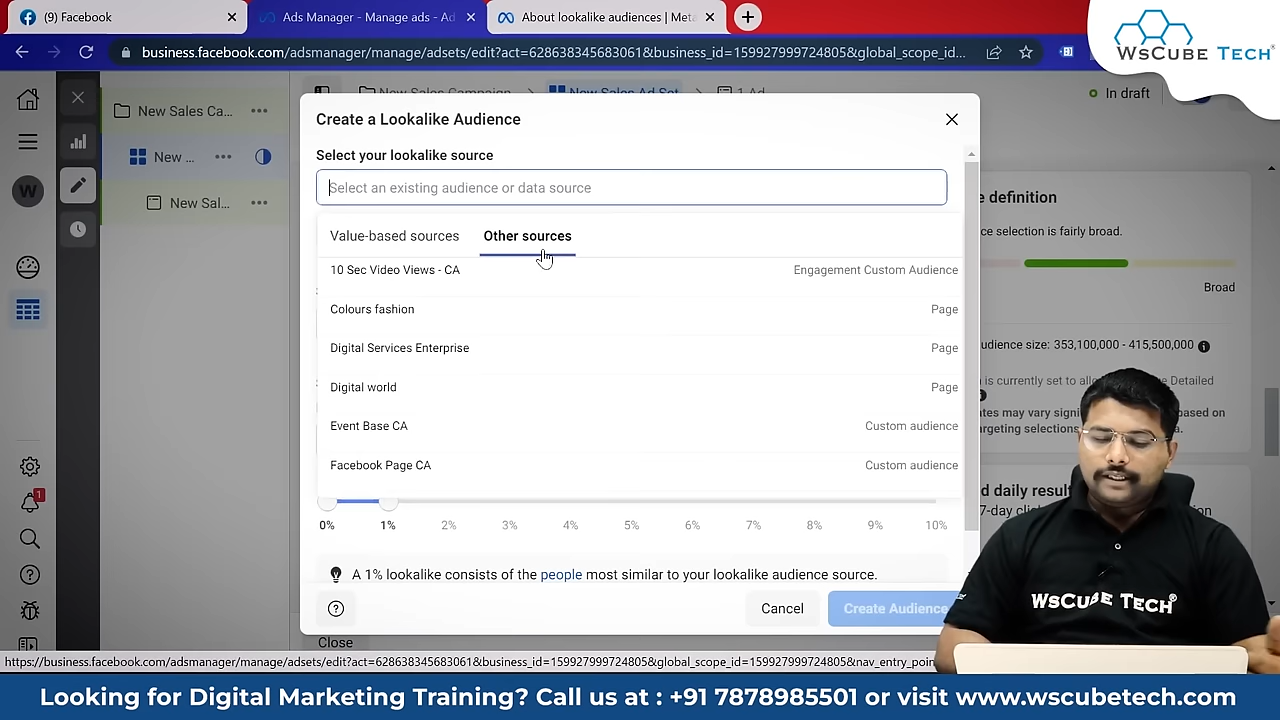 Facebook
(9) Facebook
Ads Manager - Manage ads - Ad
About lookalike audiences | Met
WsCube Tech®
business.facebook.com/adsmanager/manage/adsets/edit?act=628638345683061&business_id=159927999724805&global_scope_id=159927999724805&global_sco...
New Sales Campaign
New Sales Ad Set
1 Ad
In draft
New Sales Ca... •••
New ... •••
New Sal... •••
W
Create a Lookalike Audience
Select your lookalike source
Select an existing audience or data source
Value-based sources
Other sources
10 Sec Video Views - CA
Engagement Custom Audience
Colours fashion
Page
Digital Services Enterprise
Page
Digital world
Page
Event Base CA
Custom audience
Facebook Page CA
Custom audience
0% 1% 2% 3% 4% 5% 6% 7% 8% 9% 10%
A 1% lookalike consists of the people most similar to your lookalike audience source.
Cancel
Create Audience
Close
e definition
ce selection is fairly broad.
Broad
udience size: 353,100,000 - 415,500,000
is currently set to
Detailed
ates may vary
based on
targeting selections
d daily result
7-day
1
WsCube Tech®
https://business.facebook.com/adsmanager/manage/adsets/edit?act=628638345683061&business_id=159927999724805&global_scope_id=159927999724805&nav_entry_poin
Looking for Digital Marketing Training? Call us at : +91 7878985501 or visit www.wscubetech.com